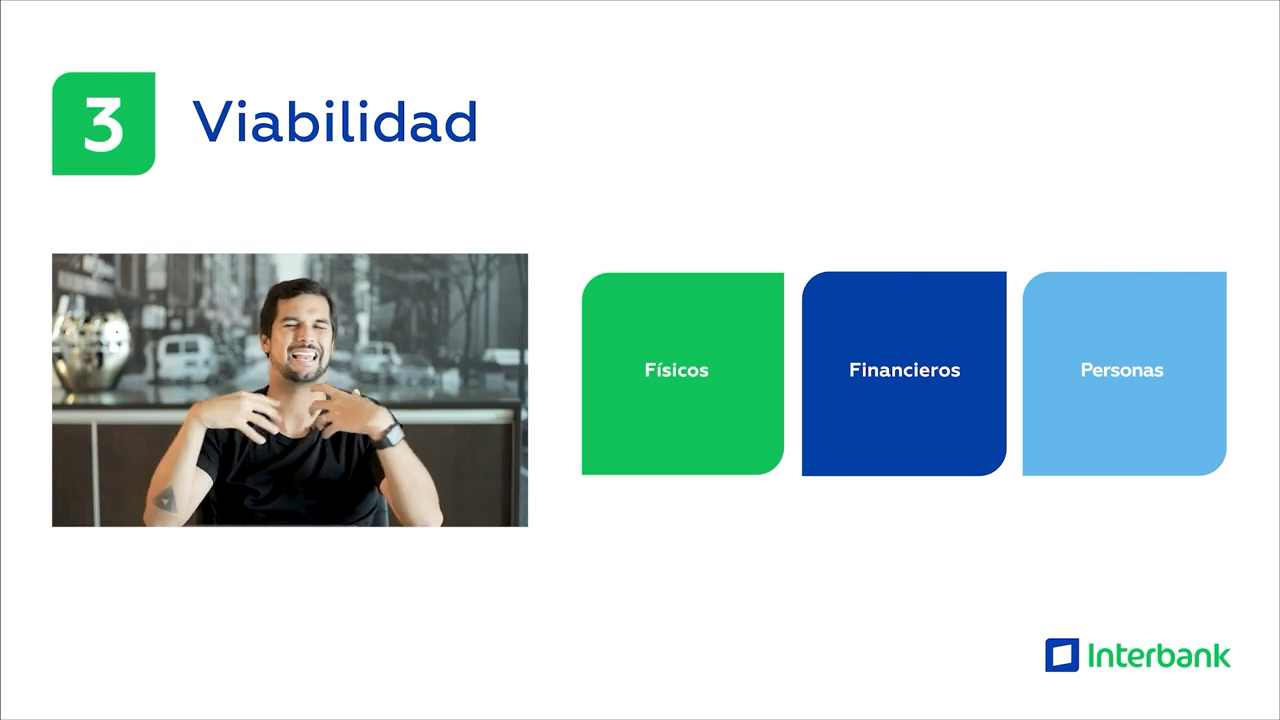 3
Viabilidad
Físicos
Financieros
Personas
Interbank